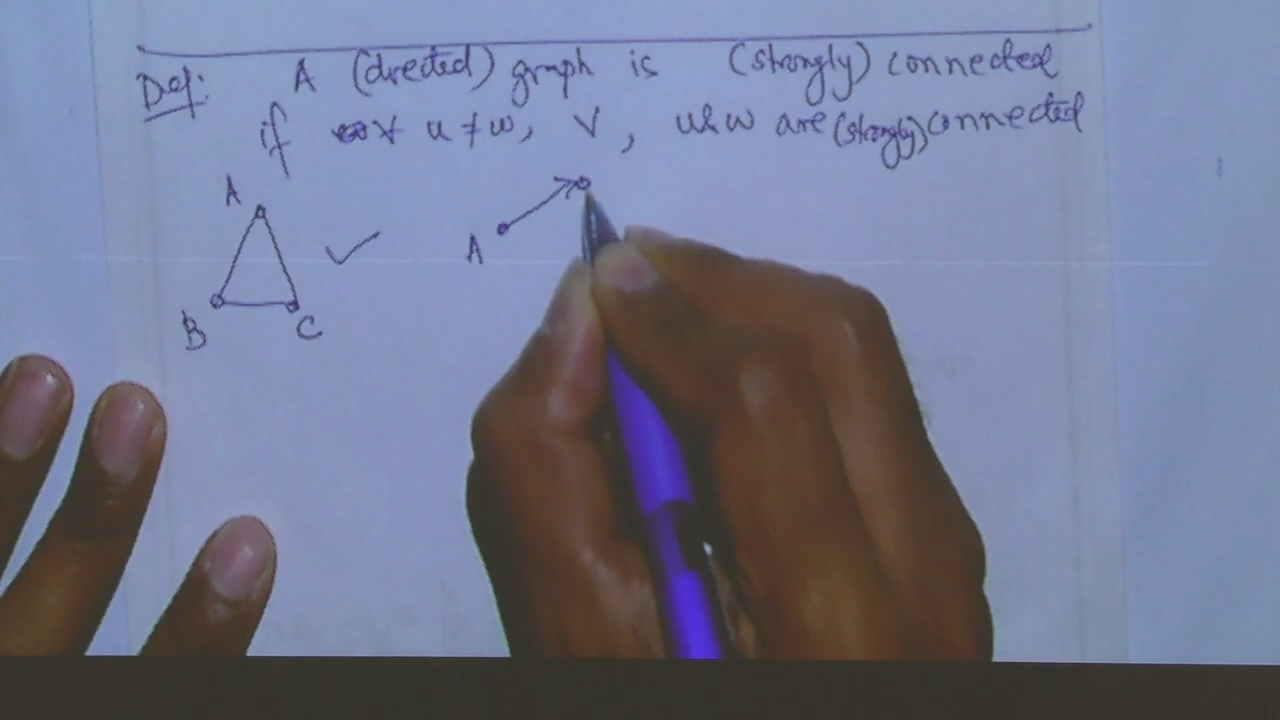 Def: A (directed) graph is (strongly) connected
if ∀ u ≠ w, V, u & w are (strongly) connected
A
A
B
C